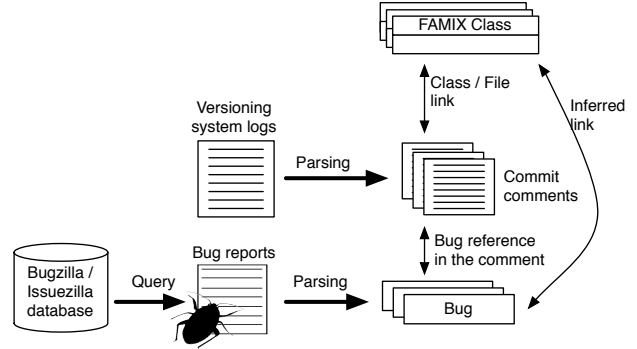 FAMIX Class
Class / File
link
Inferred
link
Versioning
system logs
Parsing
Commit
comments
Bug reference
in the comment
Bug reports
Bugzilla /
Issuezilla
database
Query
Parsing
Bug